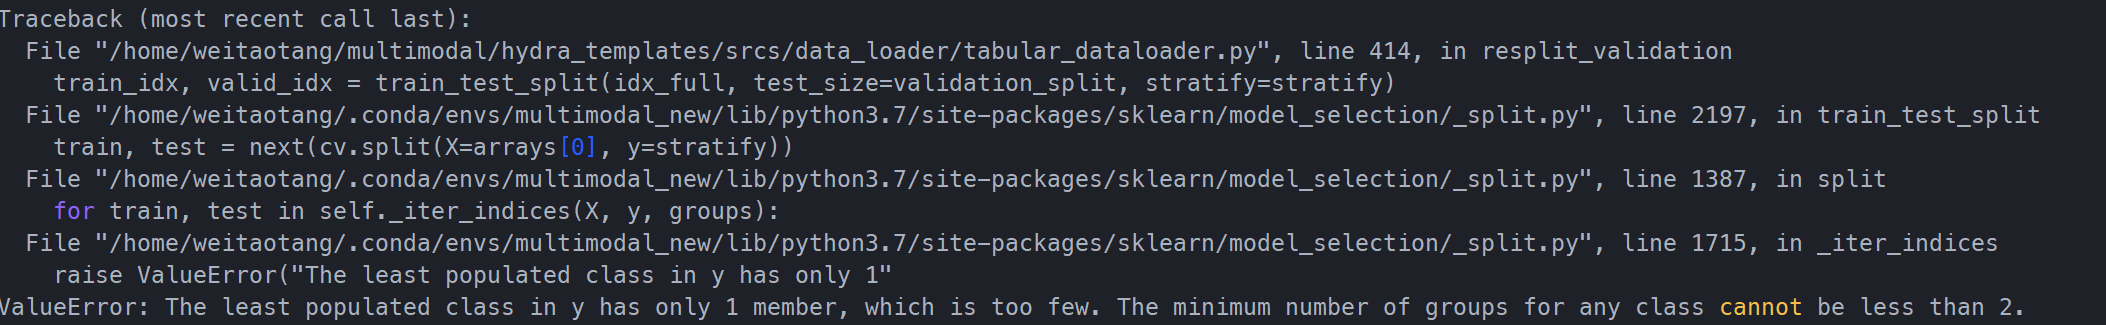 Traceback (most recent call last):
  File "/home/weitaotang/multimodal/hydra_templates/srcs/data_loader/tabular_dataloader.py", line 414, in resplit_validation
    train_idx, valid_idx = train_test_split(idx_full, test_size=validation_split, stratify=stratify)
  File "/home/weitaotang/.conda/envs/multimodal_new/lib/python3.7/site-packages/sklearn/model_selection/_split.py", line 2197, in train_test_split
    train, test = next(cv.split(X=arrays[0], y=stratify))
  File "/home/weitaotang/.conda/envs/multimodal_new/lib/python3.7/site-packages/sklearn/model_selection/_split.py", line 1387, in split
    for train, test in self._iter_indices(X, y, groups):
  File "/home/weitaotang/.conda/envs/multimodal_new/lib/python3.7/site-packages/sklearn/model_selection/_split.py", line 1715, in _iter_indices
    raise ValueError("The least populated class in y has only 1"
ValueError: The least populated class in y has only 1 member, which is too few. The minimum number of groups for any class cannot be less than 2.